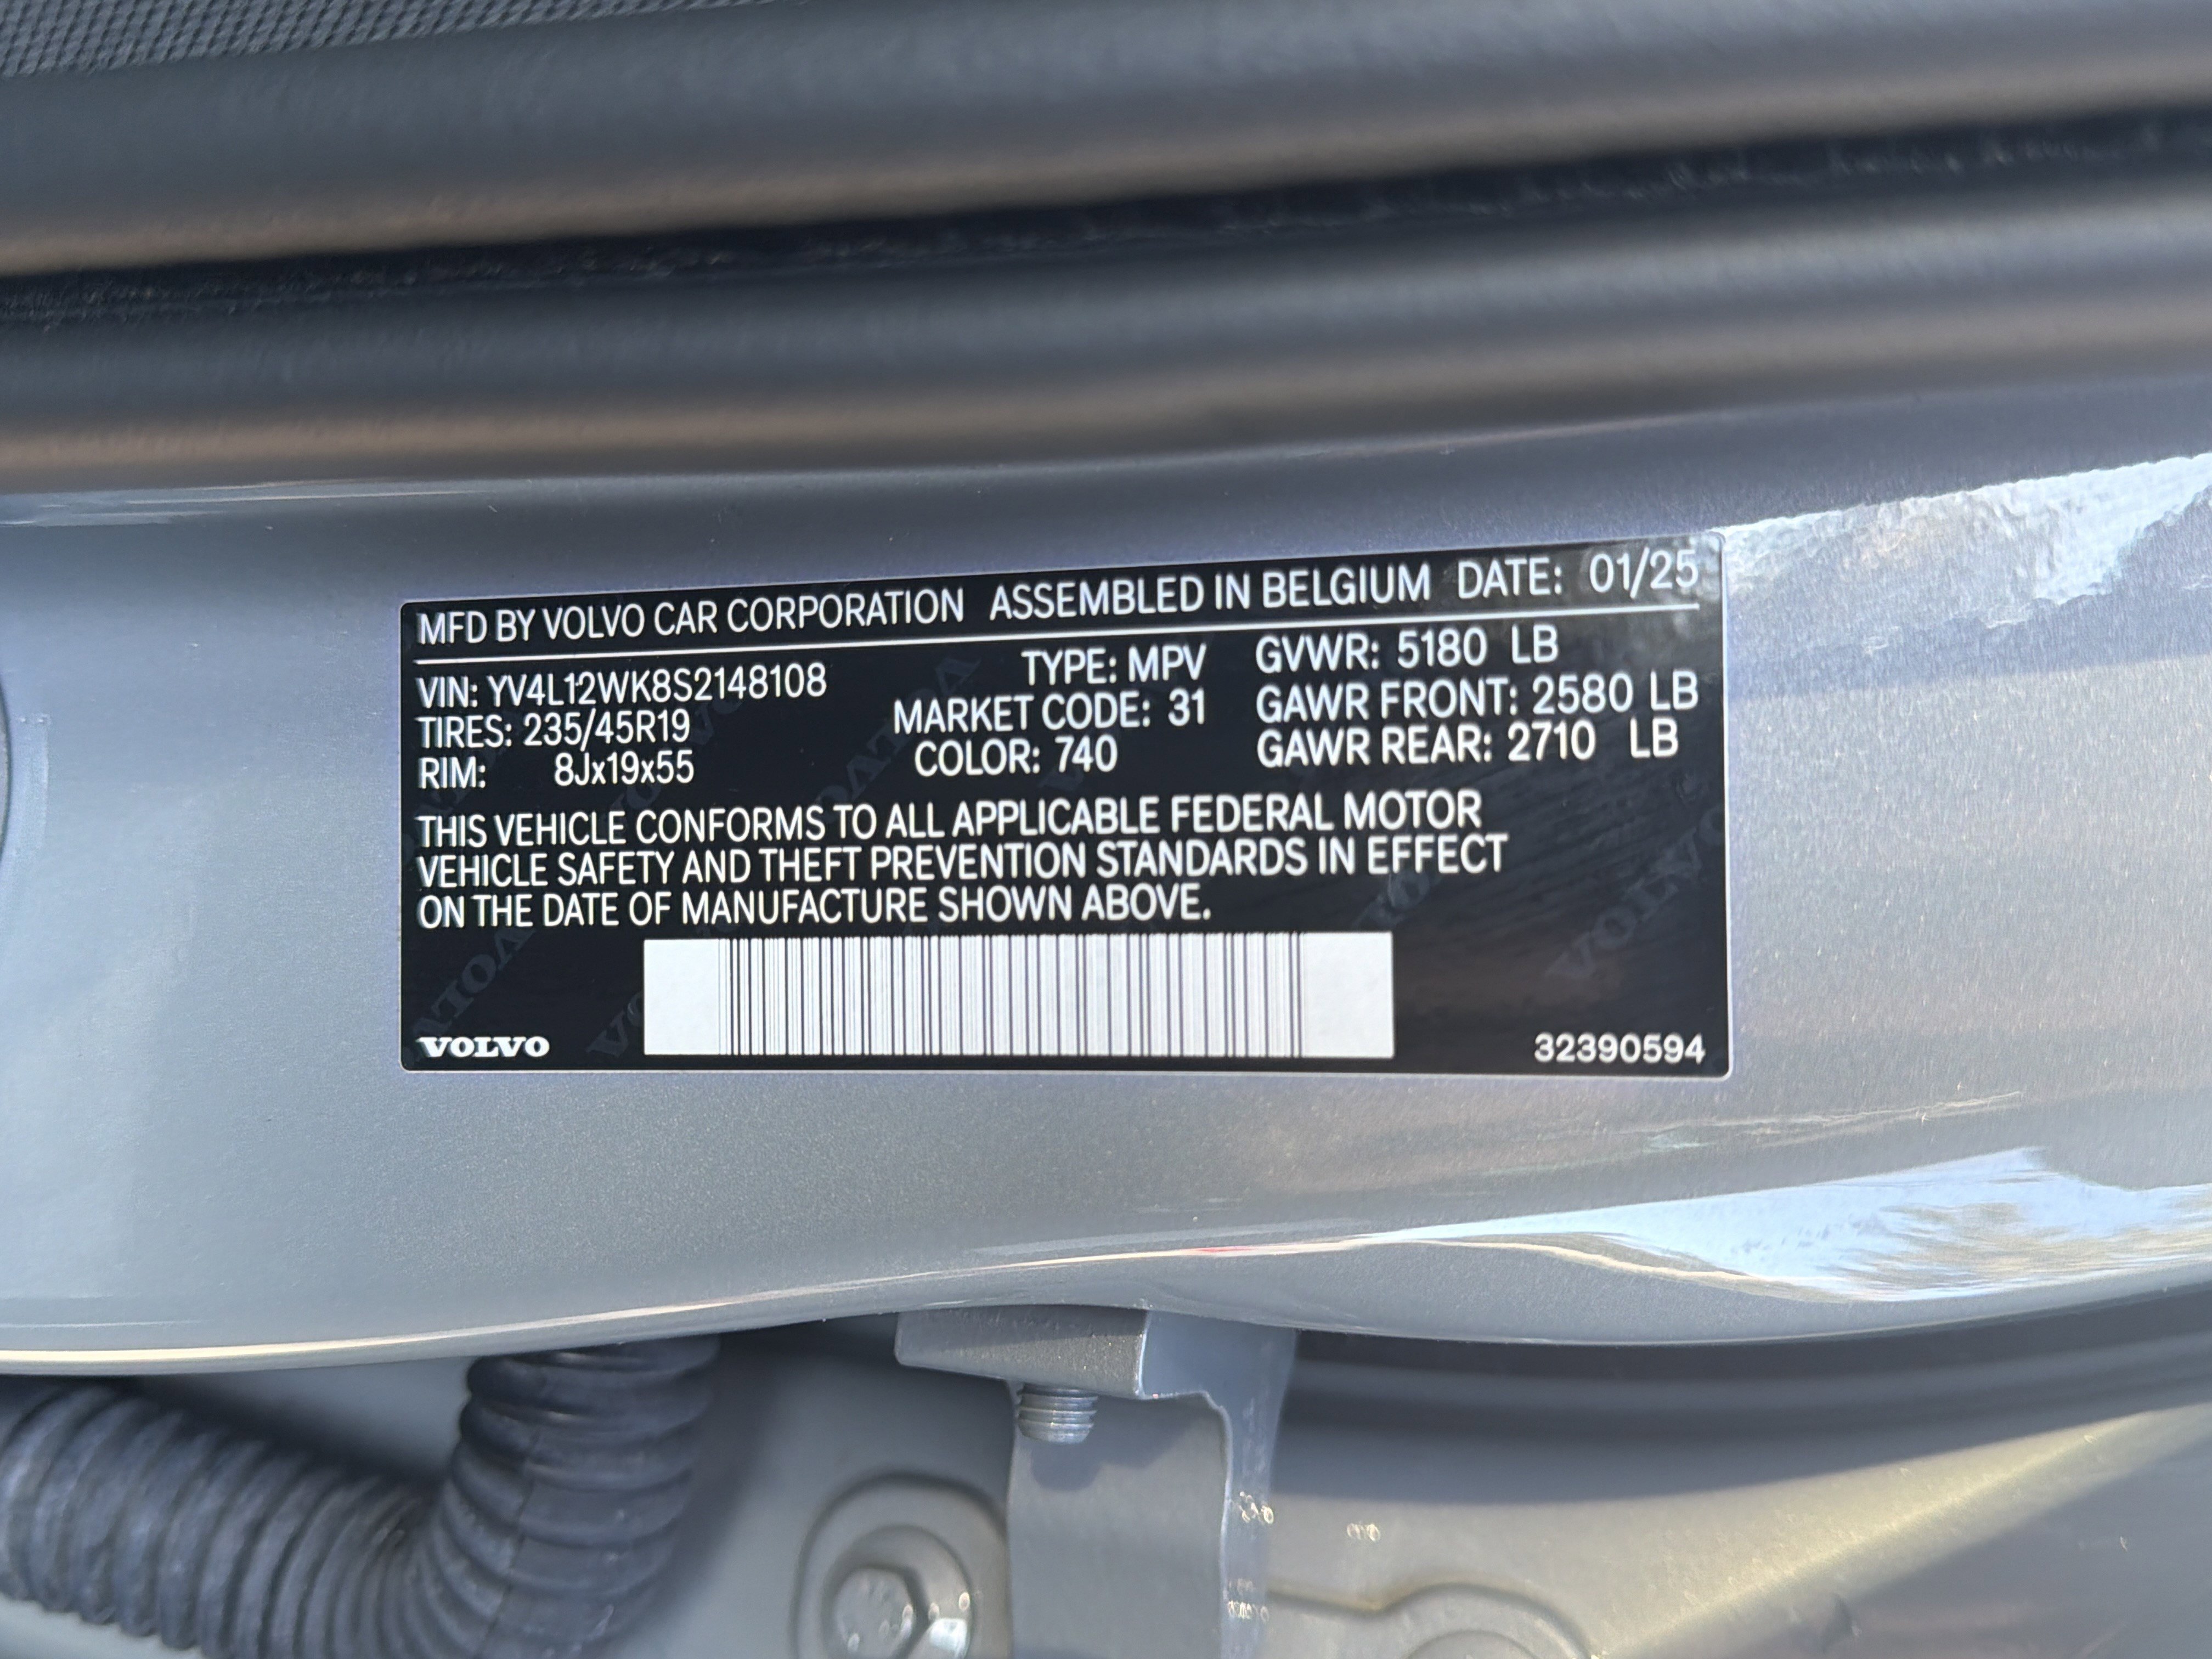 MFD BY VOLVO CAR CORPORATION ASSEMBLED IN BELGIUM DATE: 01/25
VIN: YV4L12WK8S2148108 TYPE: MPV GVWR: 5180 LB
TIRES: 235/45R19 MARKET CODE: 31 GAWR FRONT: 2580 LB
RIM: 8Jx19x55 COLOR: 740 GAWR REAR: 2710 LB
THIS VEHICLE CONFORMS TO ALL APPLICABLE FEDERAL MOTOR
VEHICLE SAFETY AND THEFT PREVENTION STANDARDS IN EFFECT
ON THE DATE OF MANUFACTURE SHOWN ABOVE.
VOLVO 32390594